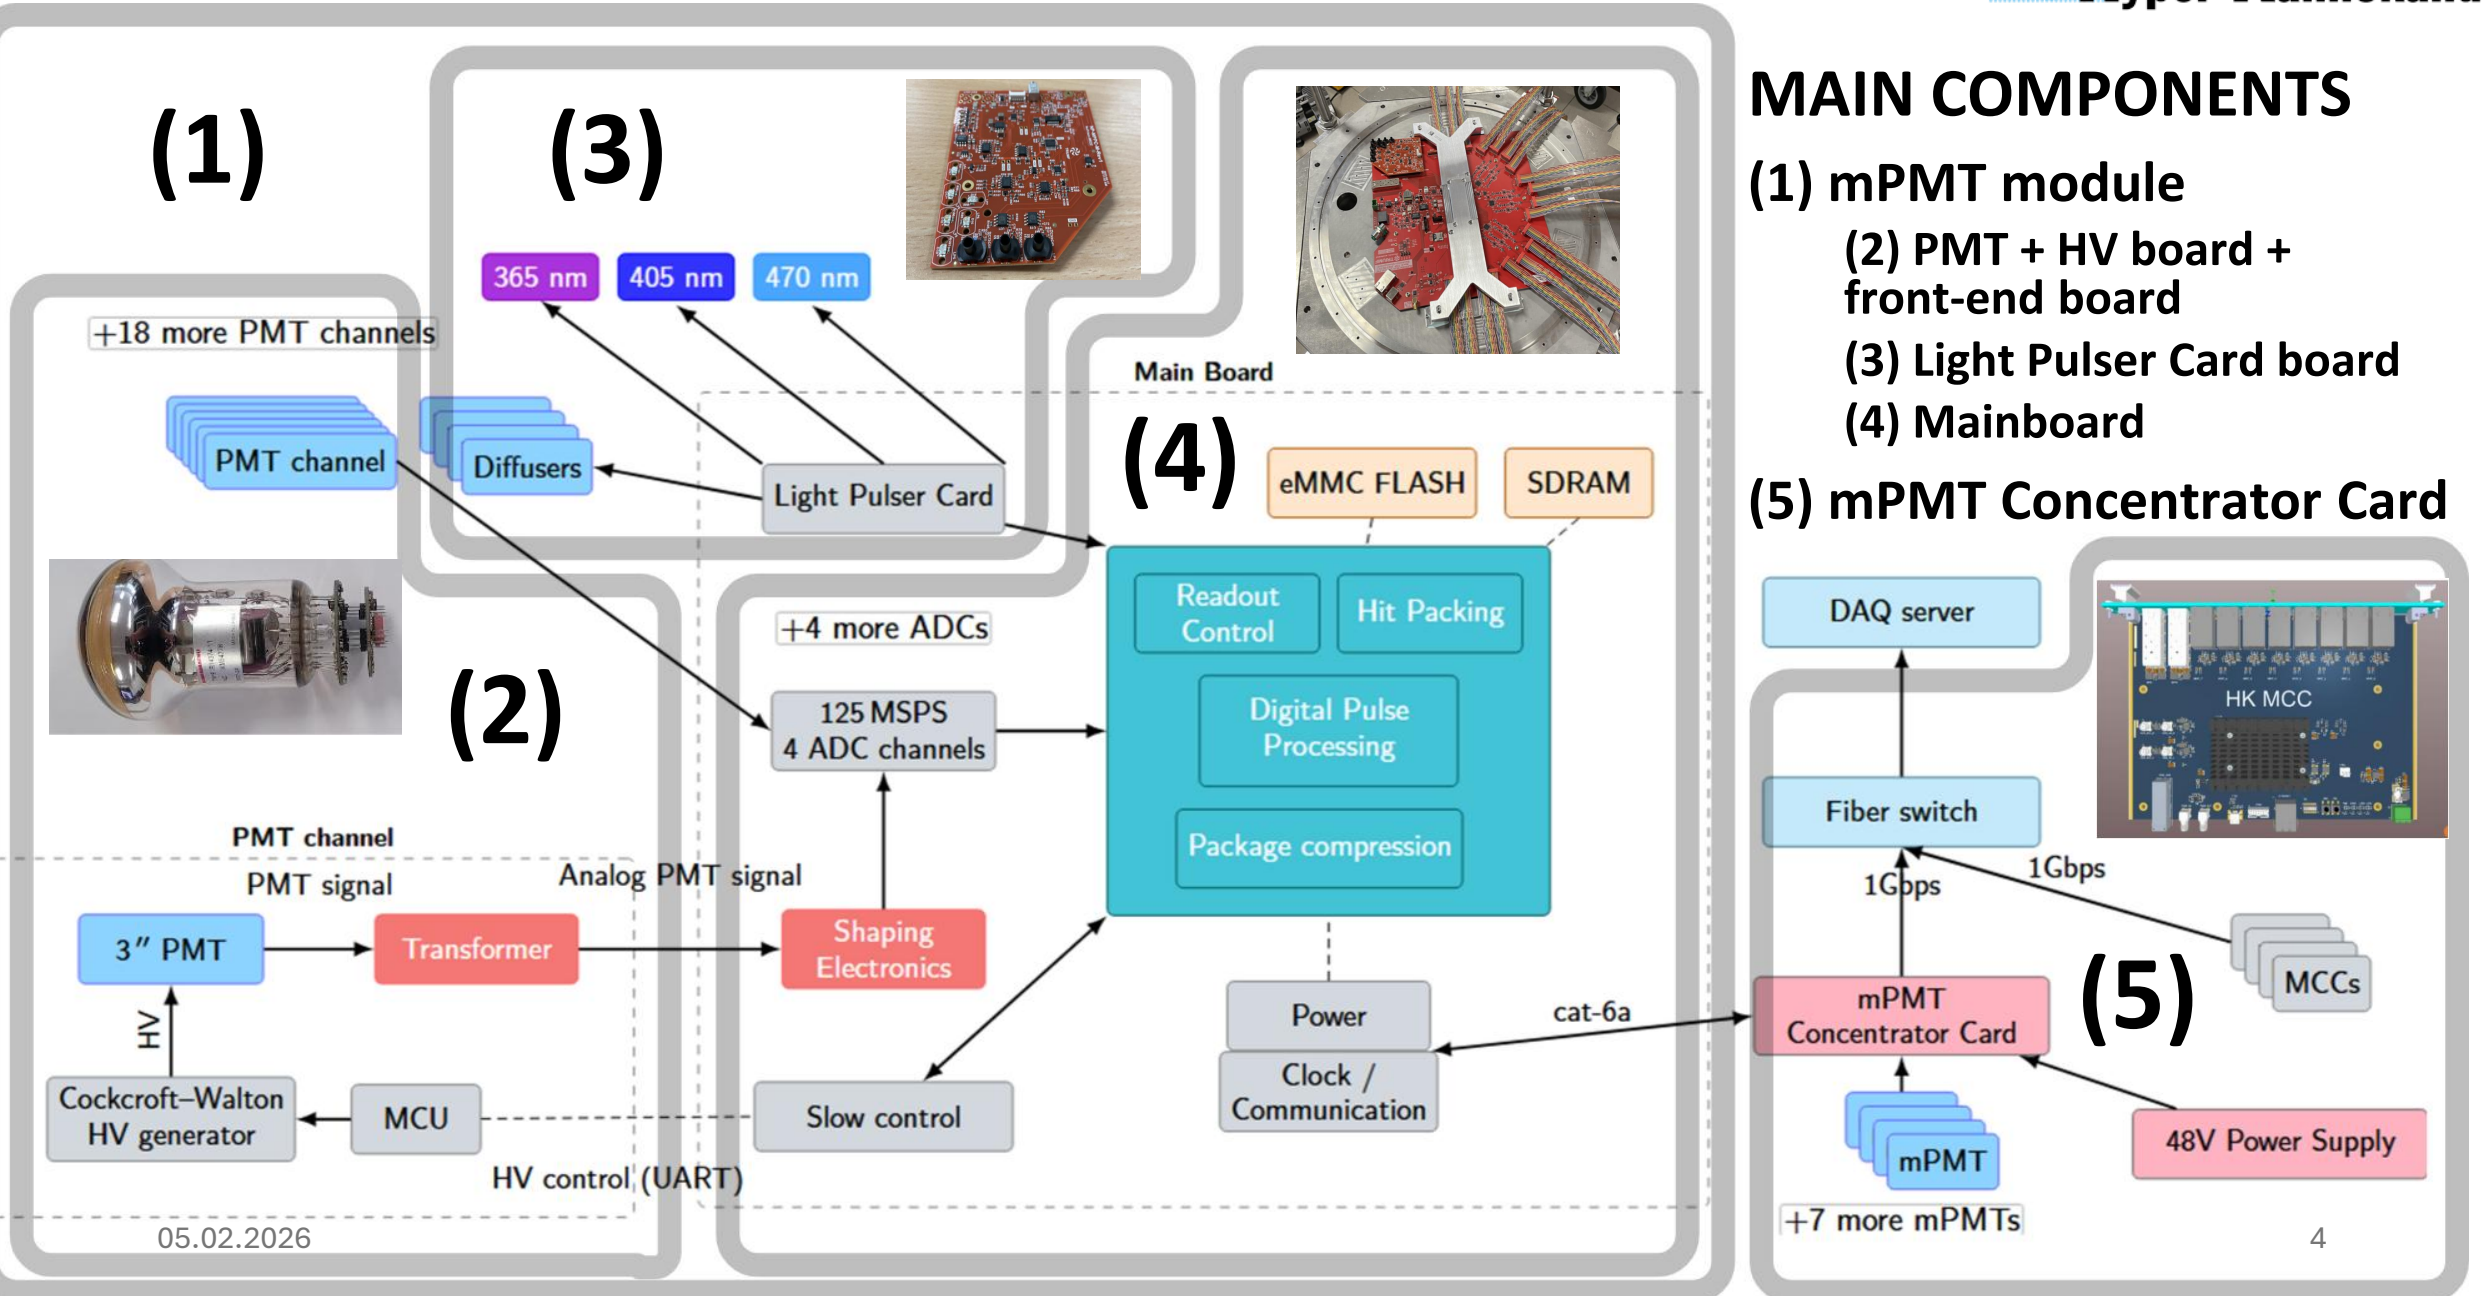 MAIN COMPONENTS
(1) mPMT module
(2) PMT + HV board +
front-end board
(3) Light Pulser Card board
(4) Mainboard
(5) mPMT Concentrator Card
(1)
(3)
365 nm
405 nm
470 nm
+18 more PMT channels
PMT channel
Diffusers
Light Pulser Card
Main Board
(4)
eMMC FLASH
SDRAM
(2)
+4 more ADCs
125 MSPS
4 ADC channels
Readout
Control
Hit Packing
Digital Pulse
Processing
Package compression
PMT channel
PMT signal
Analog PMT signal
3″ PMT
Transformer
Shaping
Electronics
HV
Cockcroft–Walton
HV generator
MCU
Slow control
HV control (UART)
Power
Clock /
Communication
cat-6a
DAQ server
HK MCC
Fiber switch
1Gbps
1Gbps
MCCs
mPMT
Concentrator Card
(5)
mPMT
+7 more mPMTs
48V Power Supply
05.02.2026
4